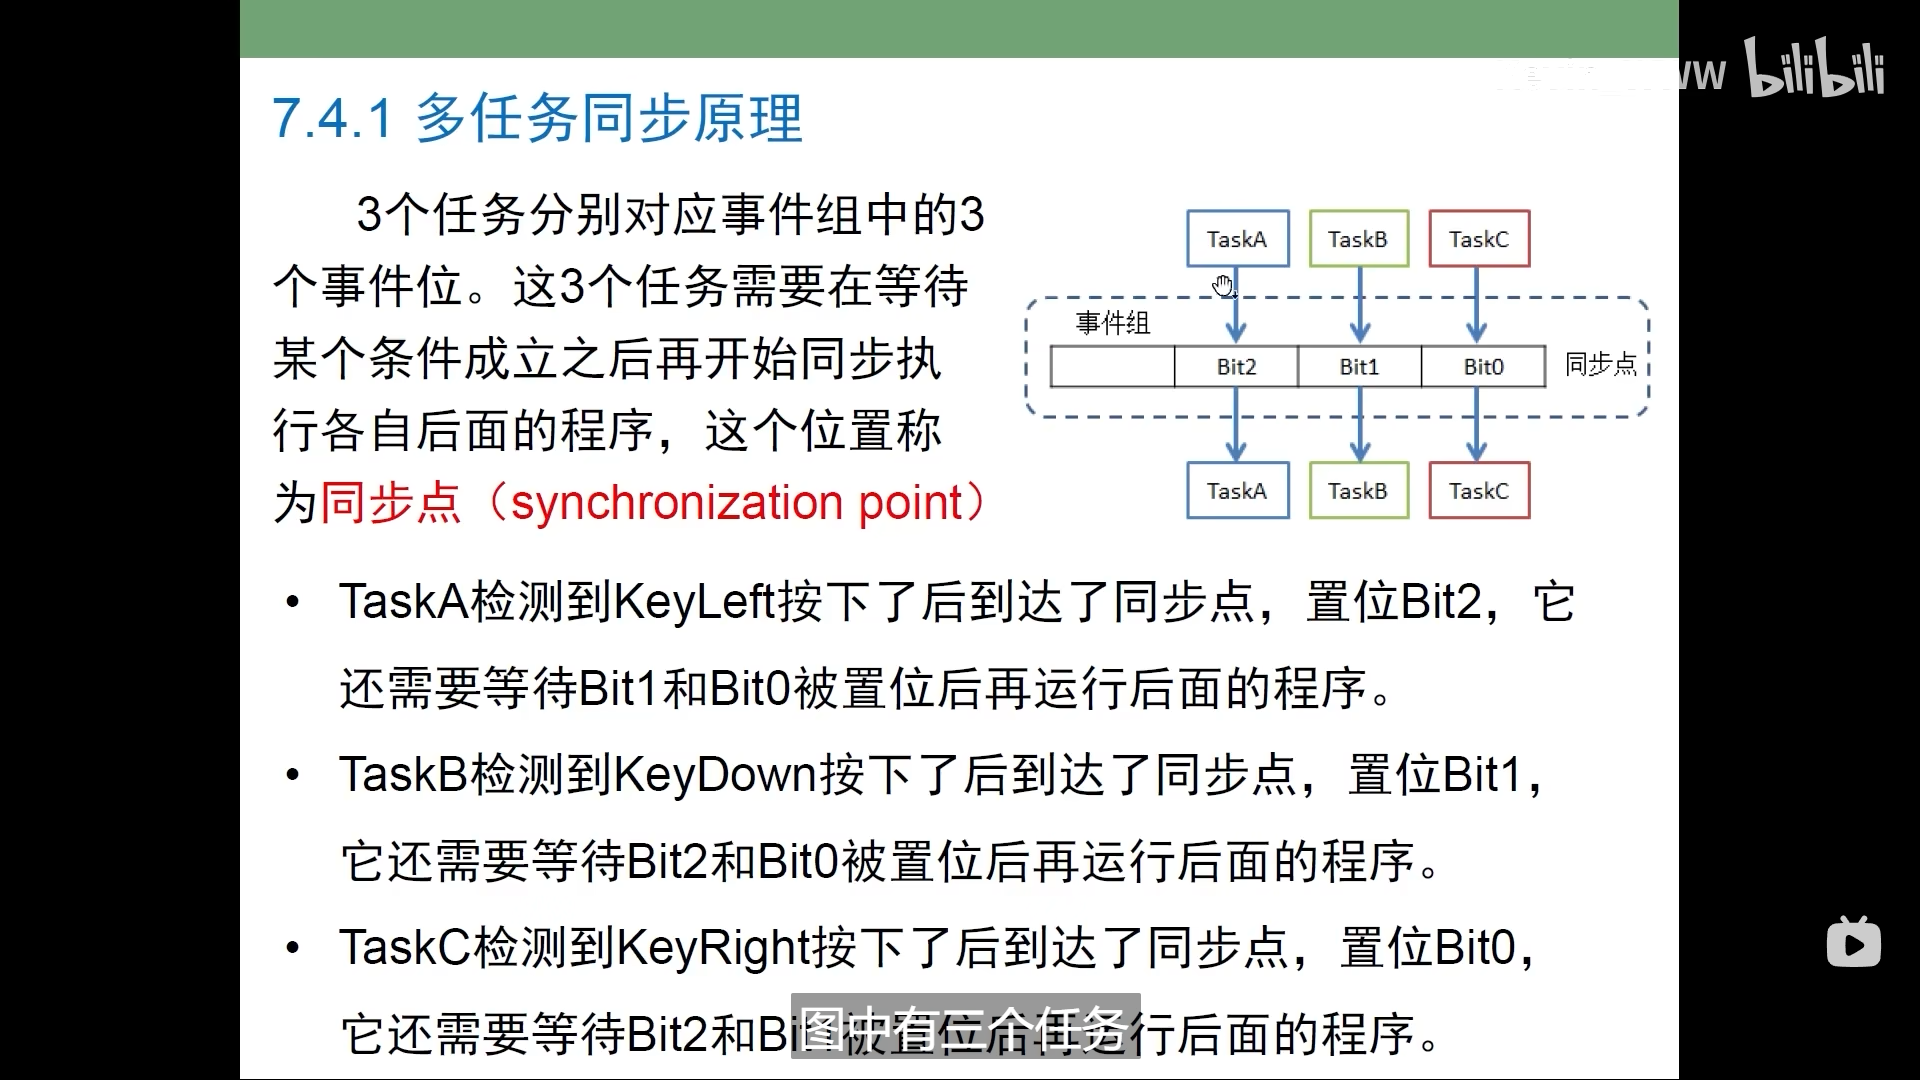 bilibili
7.4.1 多任务同步原理
3个任务分别对应事件组中的3
个事件位。这3个任务需要在等待
某个条件成立之后再开始同步执
行各自后面的程序，这个位置称
为同步点（synchronization point）
TaskA TaskB TaskC
事件组
Bit2 Bit1 Bit0 同步点
TaskA TaskB TaskC
• TaskA检测到KeyLeft按下了后到达了同步点，置位Bit2，它
还需要等待Bit1和Bit0被置位后再运行后面的程序。
• TaskB检测到KeyDown按下了后到达了同步点，置位Bit1，
它还需要等待Bit2和Bit0被置位后再运行后面的程序。
• TaskC检测到KeyRight按下了后到达了同步点，置位Bit0，
它还需要等待Bit2和Bi被置位后再运行后面的程序。
图中有三个任务